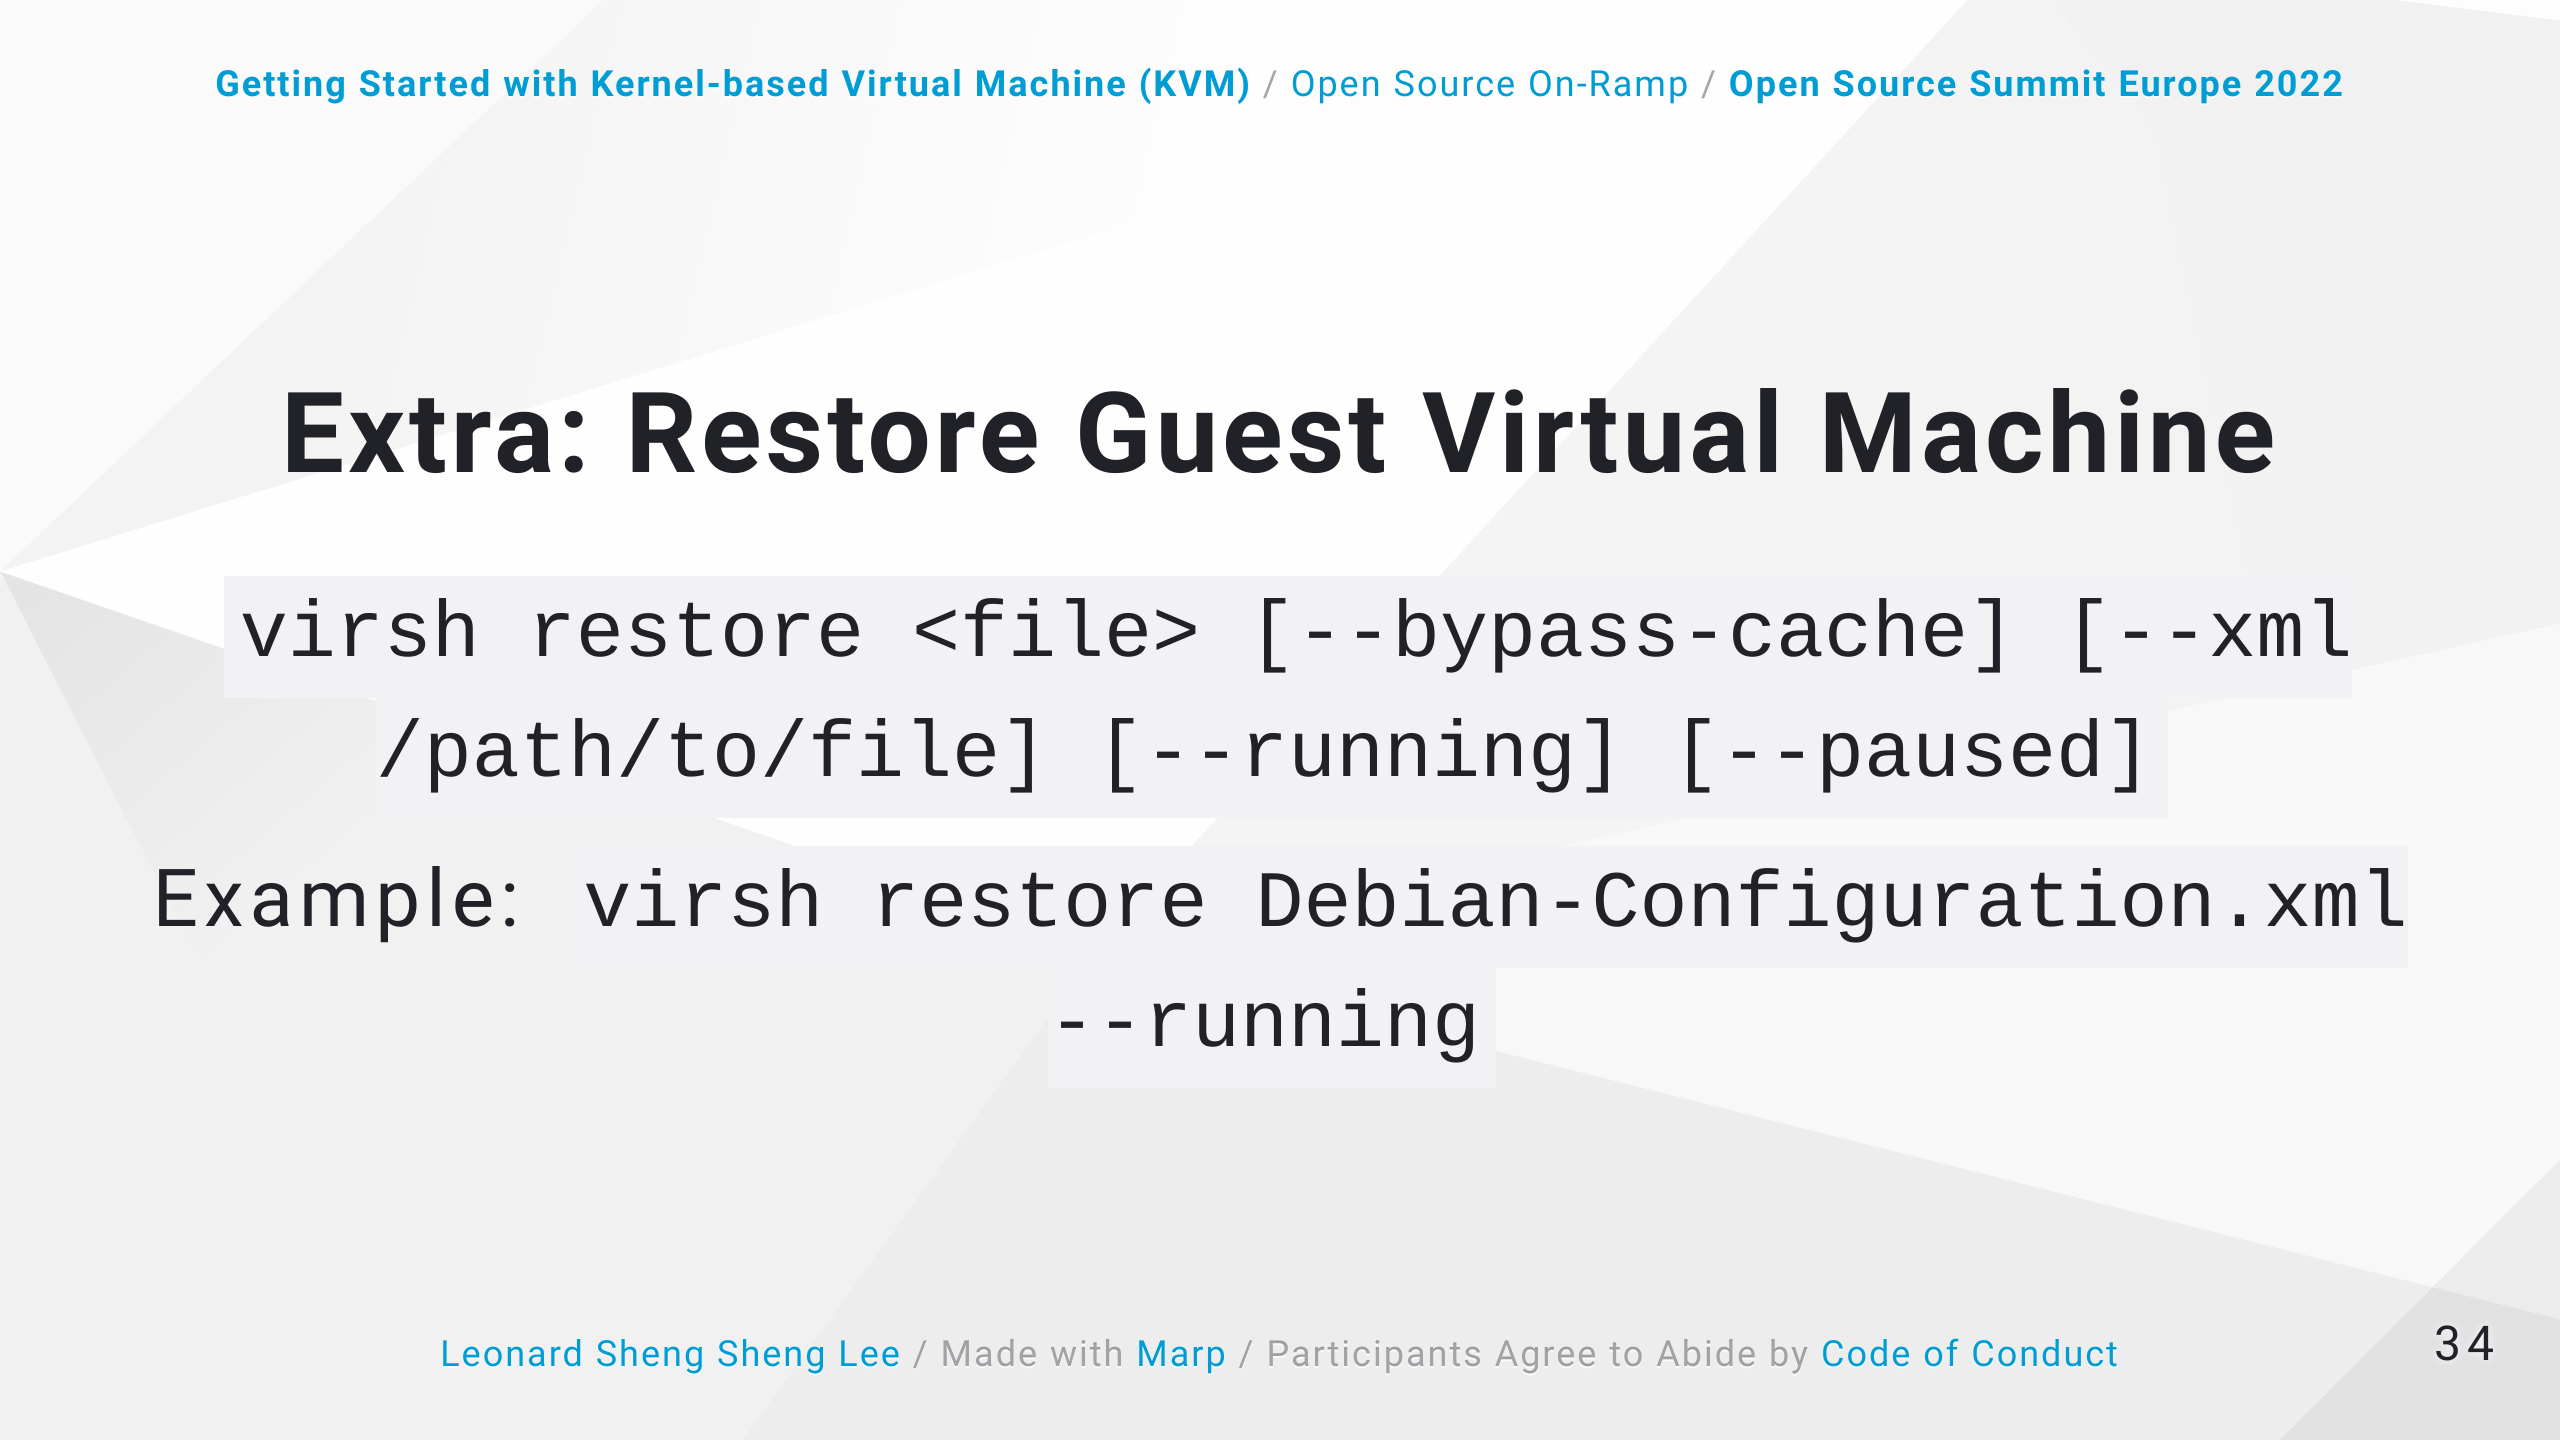 Getting Started with Kernel-based Virtual Machine (KVM) / Open Source On-Ramp / Open Source Summit Europe 2022
Extra: Restore Guest Virtual Machine
virsh restore <file> [--bypass-cache] [--xml
/path/to/file] [--running] [--paused]
Example: virsh restore Debian-Configuration.xml
--running
Leonard Sheng Sheng Lee / Made with Marp / Participants Agree to Abide by Code of Conduct
34